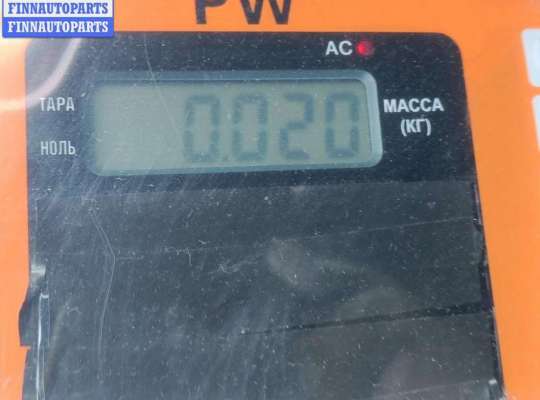 FINNAUTOPARTS
FINNAUTOPARTS
PW
AC
ТАРА
0.020
МАССА
(КГ)
НОЛЬ